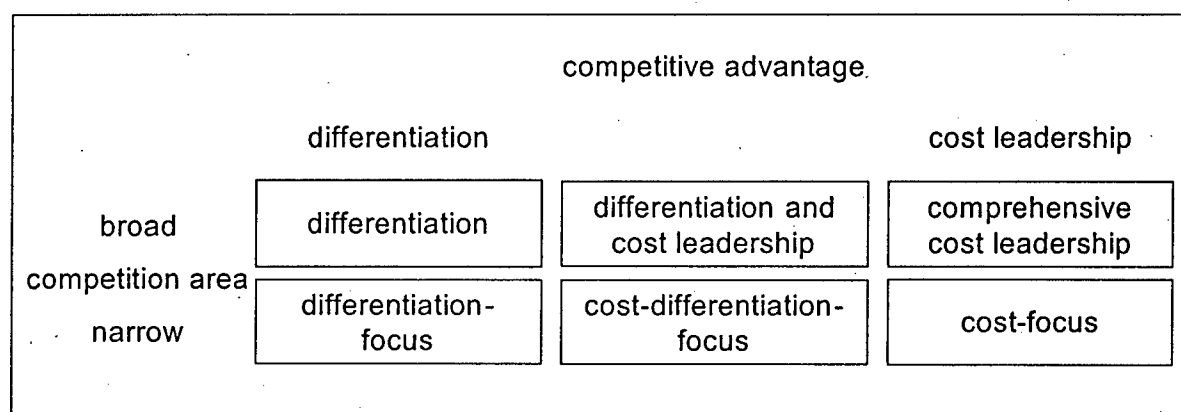 competitive advantage
differentiation
cost leadership
broad
competition area
narrow
differentiation
differentiation and
cost leadership
comprehensive
cost leadership
differentiation-
focus
cost-differentiation-
focus
cost-focus